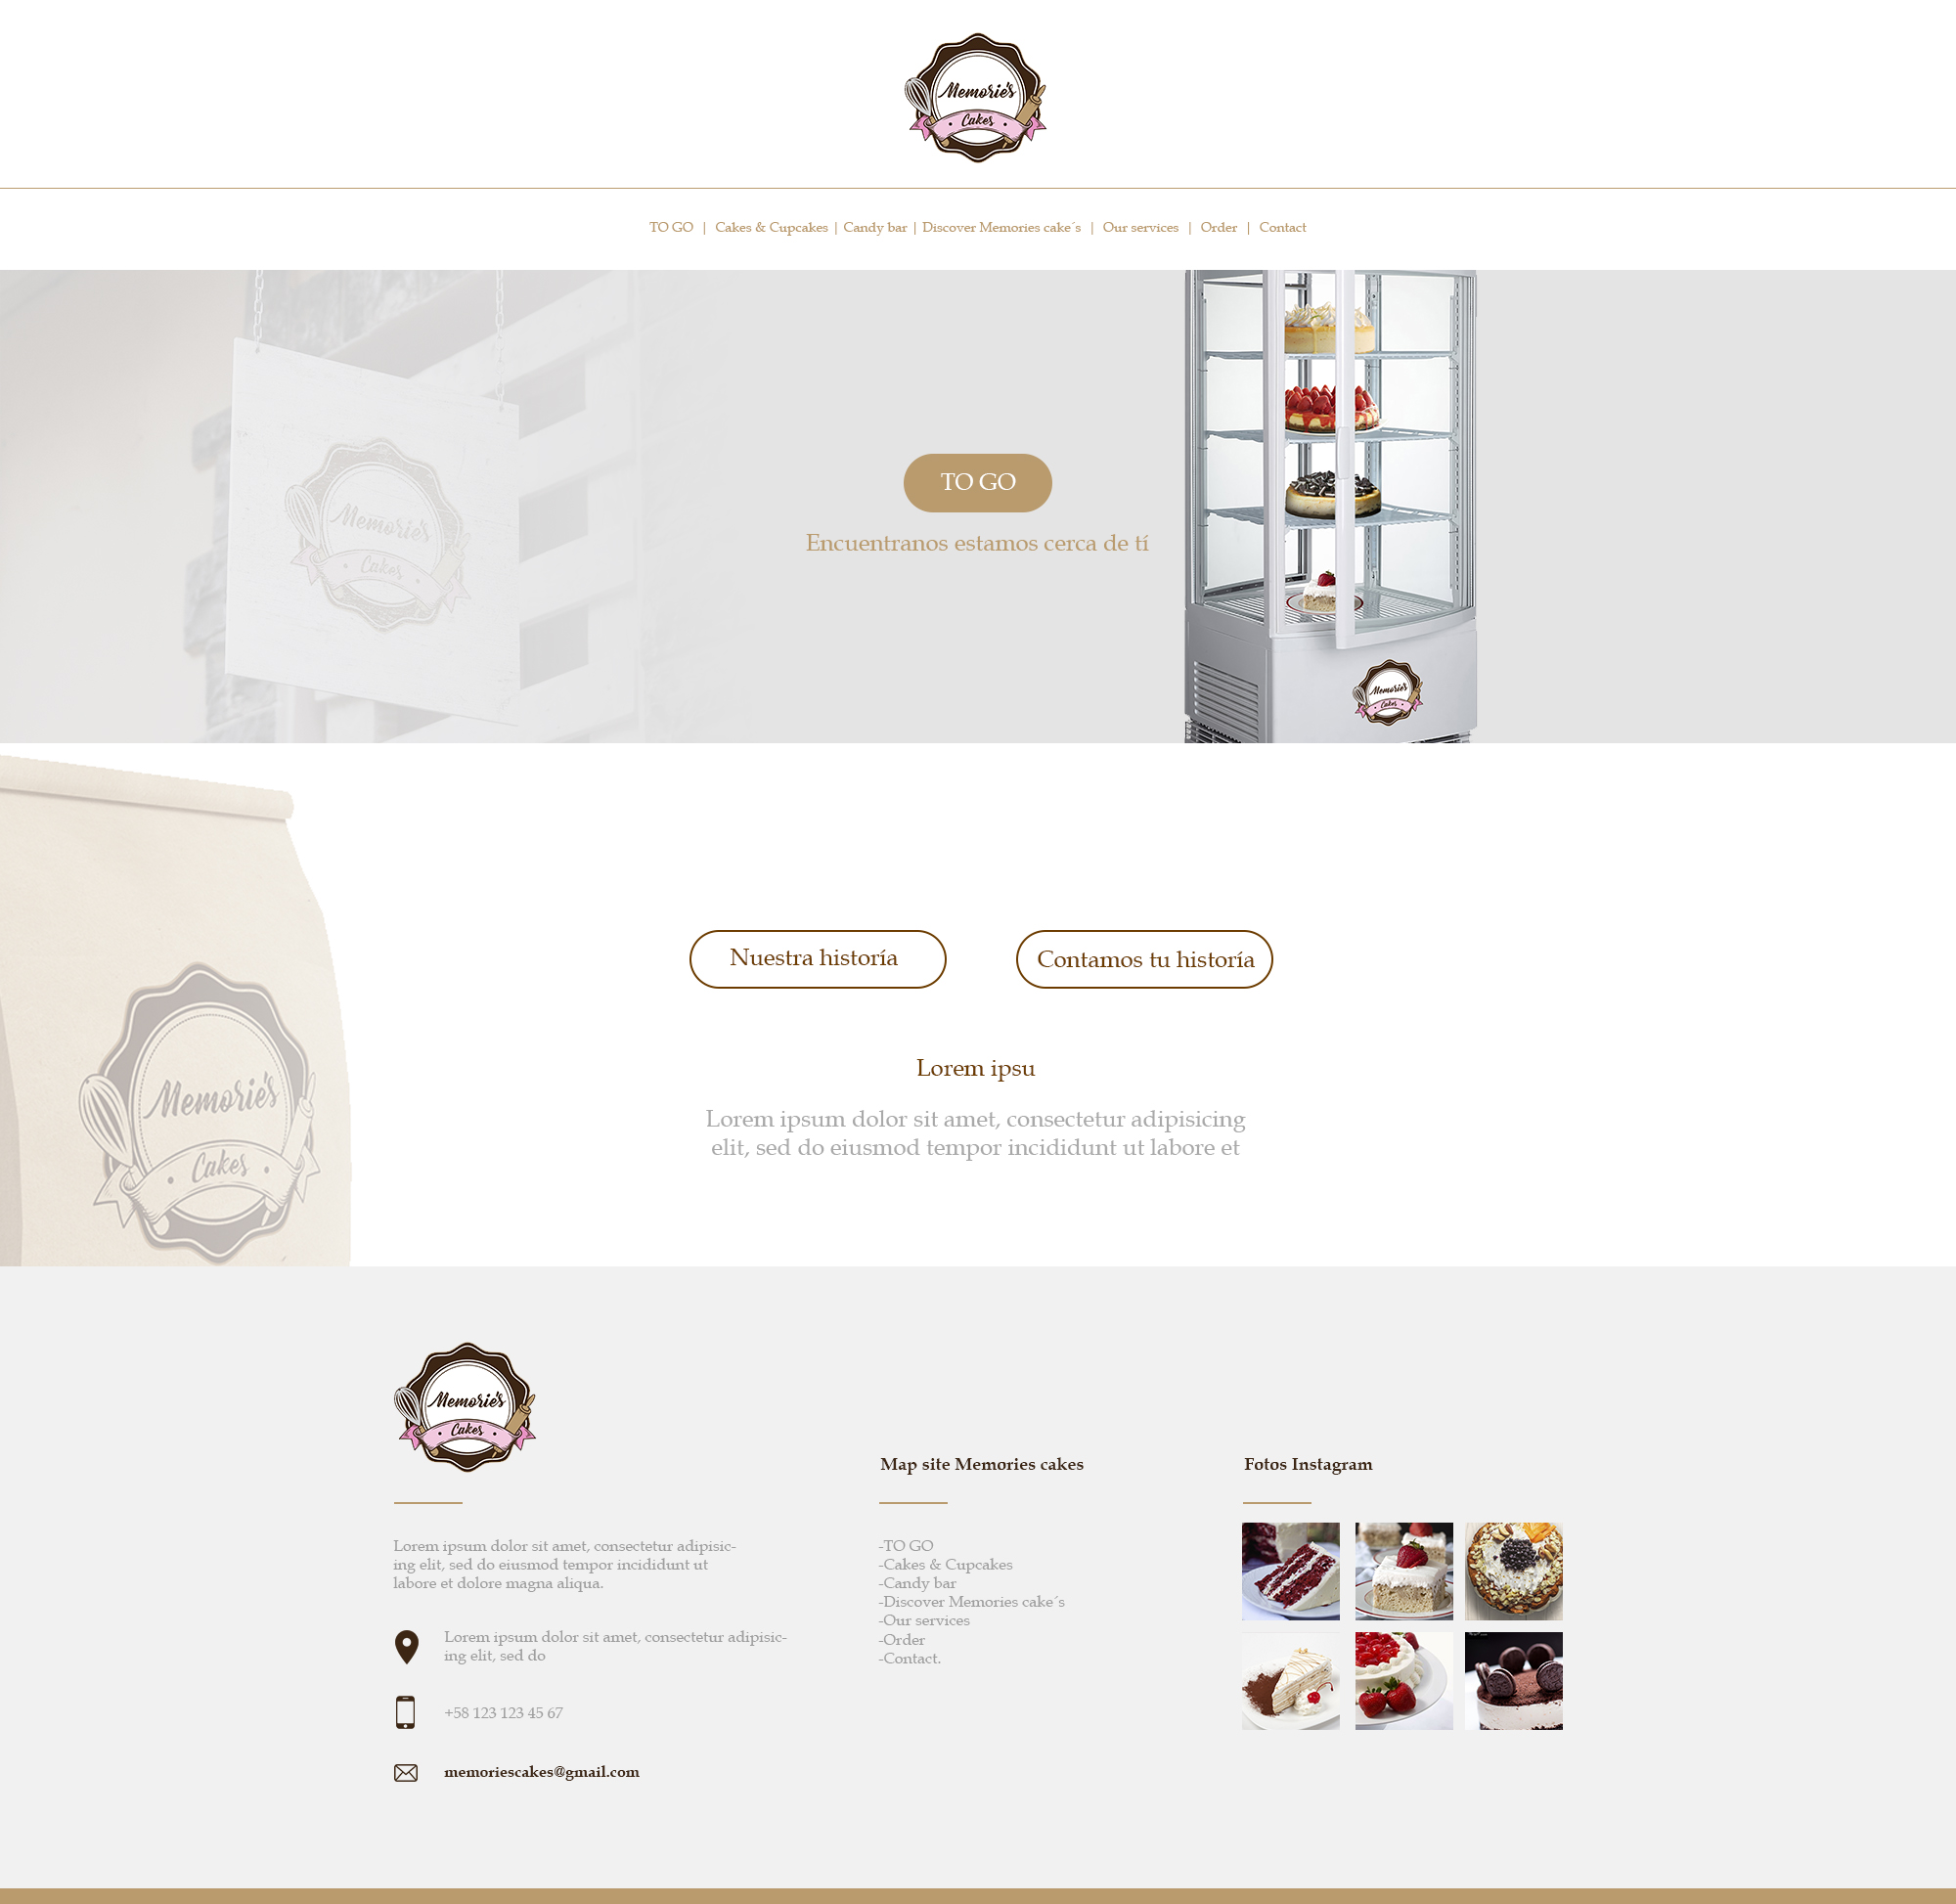 Memorie's
Cakes
TO GO | Cakes & Cupcakes | Candy bar | Discover Memories cake´s | Our services | Order | Contact
Memorie's
Cakes
TO GO
Encuentranos estamos cerca de tí
Memorie's
Cakes
Nuestra historía
Contamos tu historía
Memorie's
Cakes
Lorem ipsu
Lorem ipsum dolor sit amet, consectetur adipisicing
elit, sed do eiusmod tempor incididunt ut labore et
Memorie's
Cakes
Lorem ipsum dolor sit amet, consectetur adipisic-
ing elit, sed do eiusmod tempor incididunt ut
labore et dolore magna aliqua.
Lorem ipsum dolor sit amet, consectetur adipisic-
ing elit, sed do
+58 123 123 45 67
memoriescakes@gmail.com
Map site Memories cakes
-TO GO
-Cakes & Cupcakes
-Candy bar
-Discover Memories cake´s
-Our services
-Order
-Contact.
Fotos Instagram